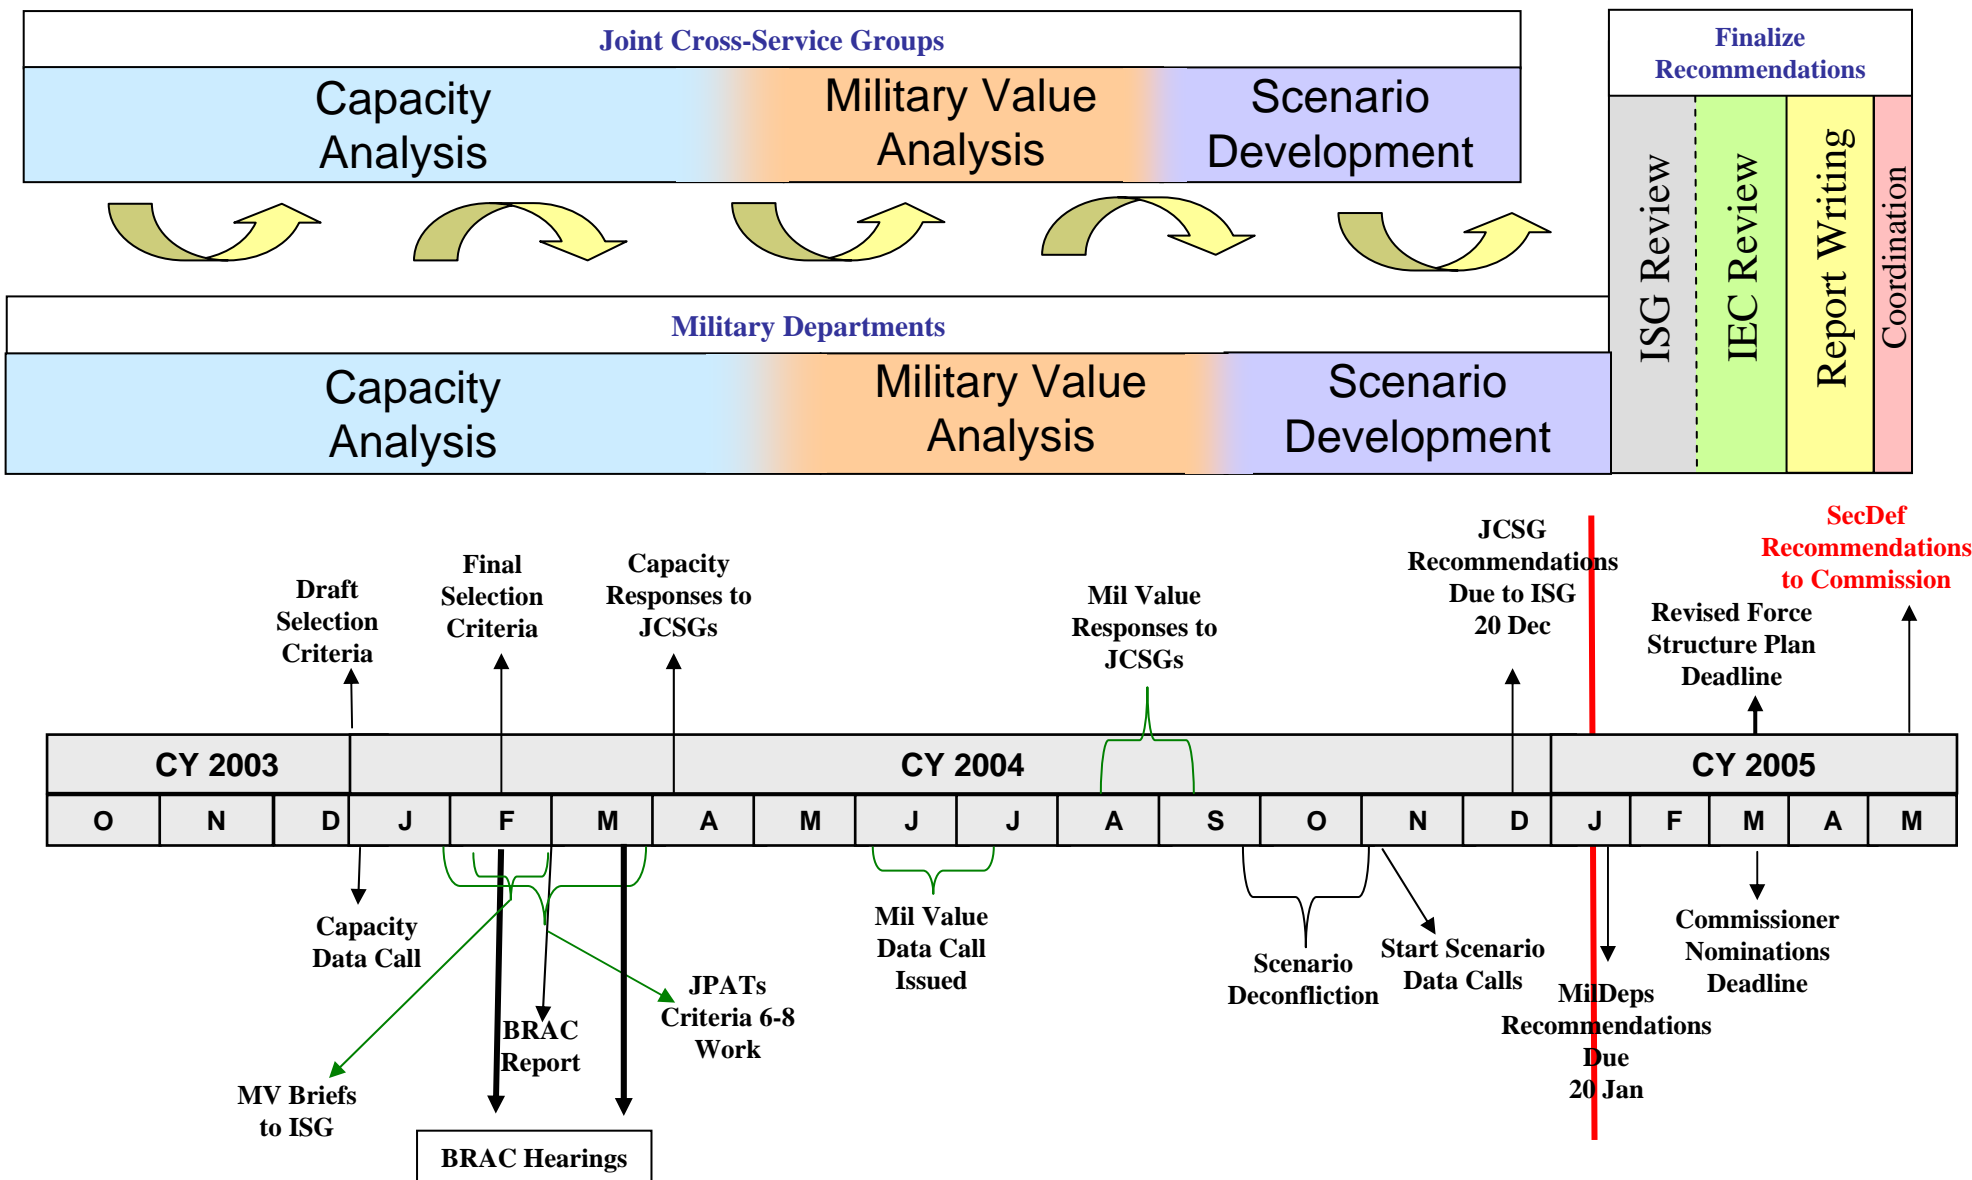 Joint Cross-Service Groups
Capacity
Analysis
Military Value
Analysis
Scenario
Development
Finalize
Recommendations
ISG Review
IEC Review
Report Writing
Coordination
Military Departments
Capacity
Analysis
Military Value
Analysis
Scenario
Development
Draft
Selection
Criteria
Final
Selection
Criteria
Capacity
Responses to
JCSGs
Mil Value
Responses to
JCSGs
JCSG
Recommendations
Due to ISG
20 Dec
Revised Force
Structure Plan
Deadline
SecDef
Recommendations
to Commission
CY 2003
CY 2004
CY 2005
O N D J F M A M J J A S O N D J F M A M
Capacity
Data Call
MV Briefs
to ISG
BRAC Hearings
BRAC
Report
JPATs
Criteria 6-8
Work
Mil Value
Data Call
Issued
Scenario
Deconfliction
Start Scenario
Data Calls
MilDeps
Recommendations
Due
20 Jan
Commissioner
Nominations
Deadline